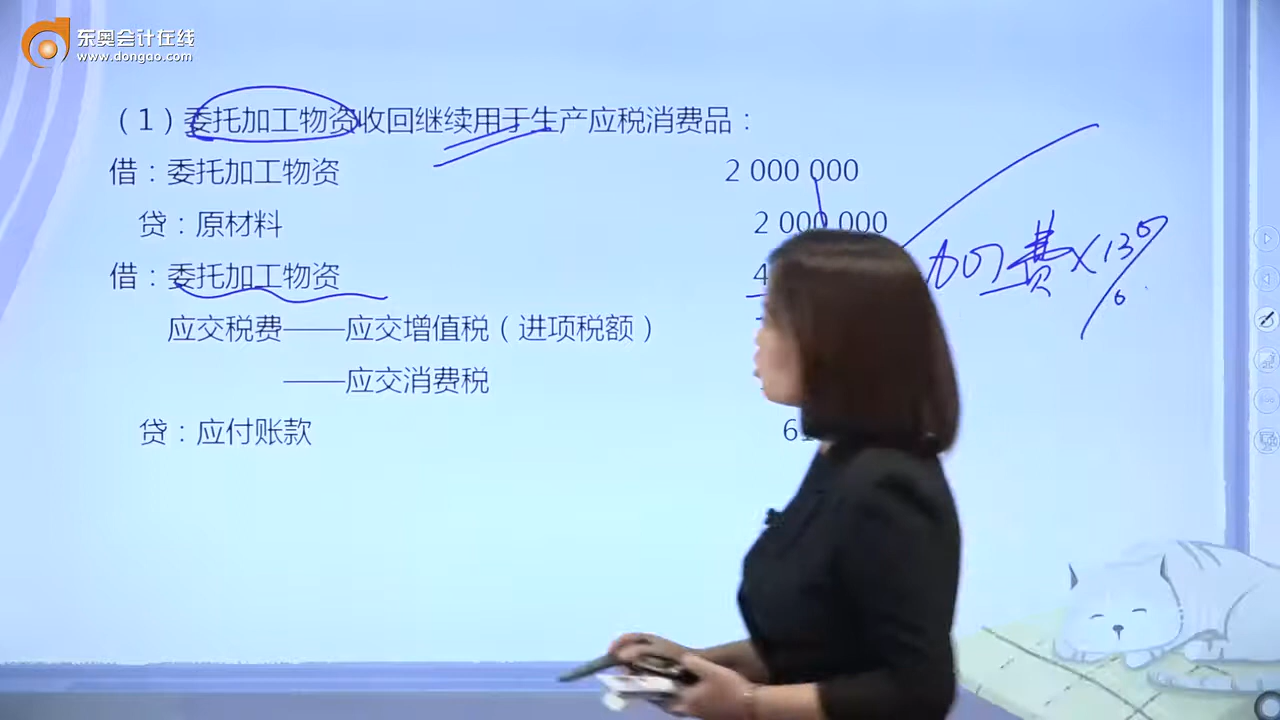 东奥会计在线
www.dongao.com
（1）委托加工物资收回继续用于生产应税消费品：
借：委托加工物资 2 000 000
贷：原材料 2 000 000
借：委托加工物资 4
应交税费——应交增值税（进项税额）
——应交消费税
贷：应付账款 61
加工费×13%